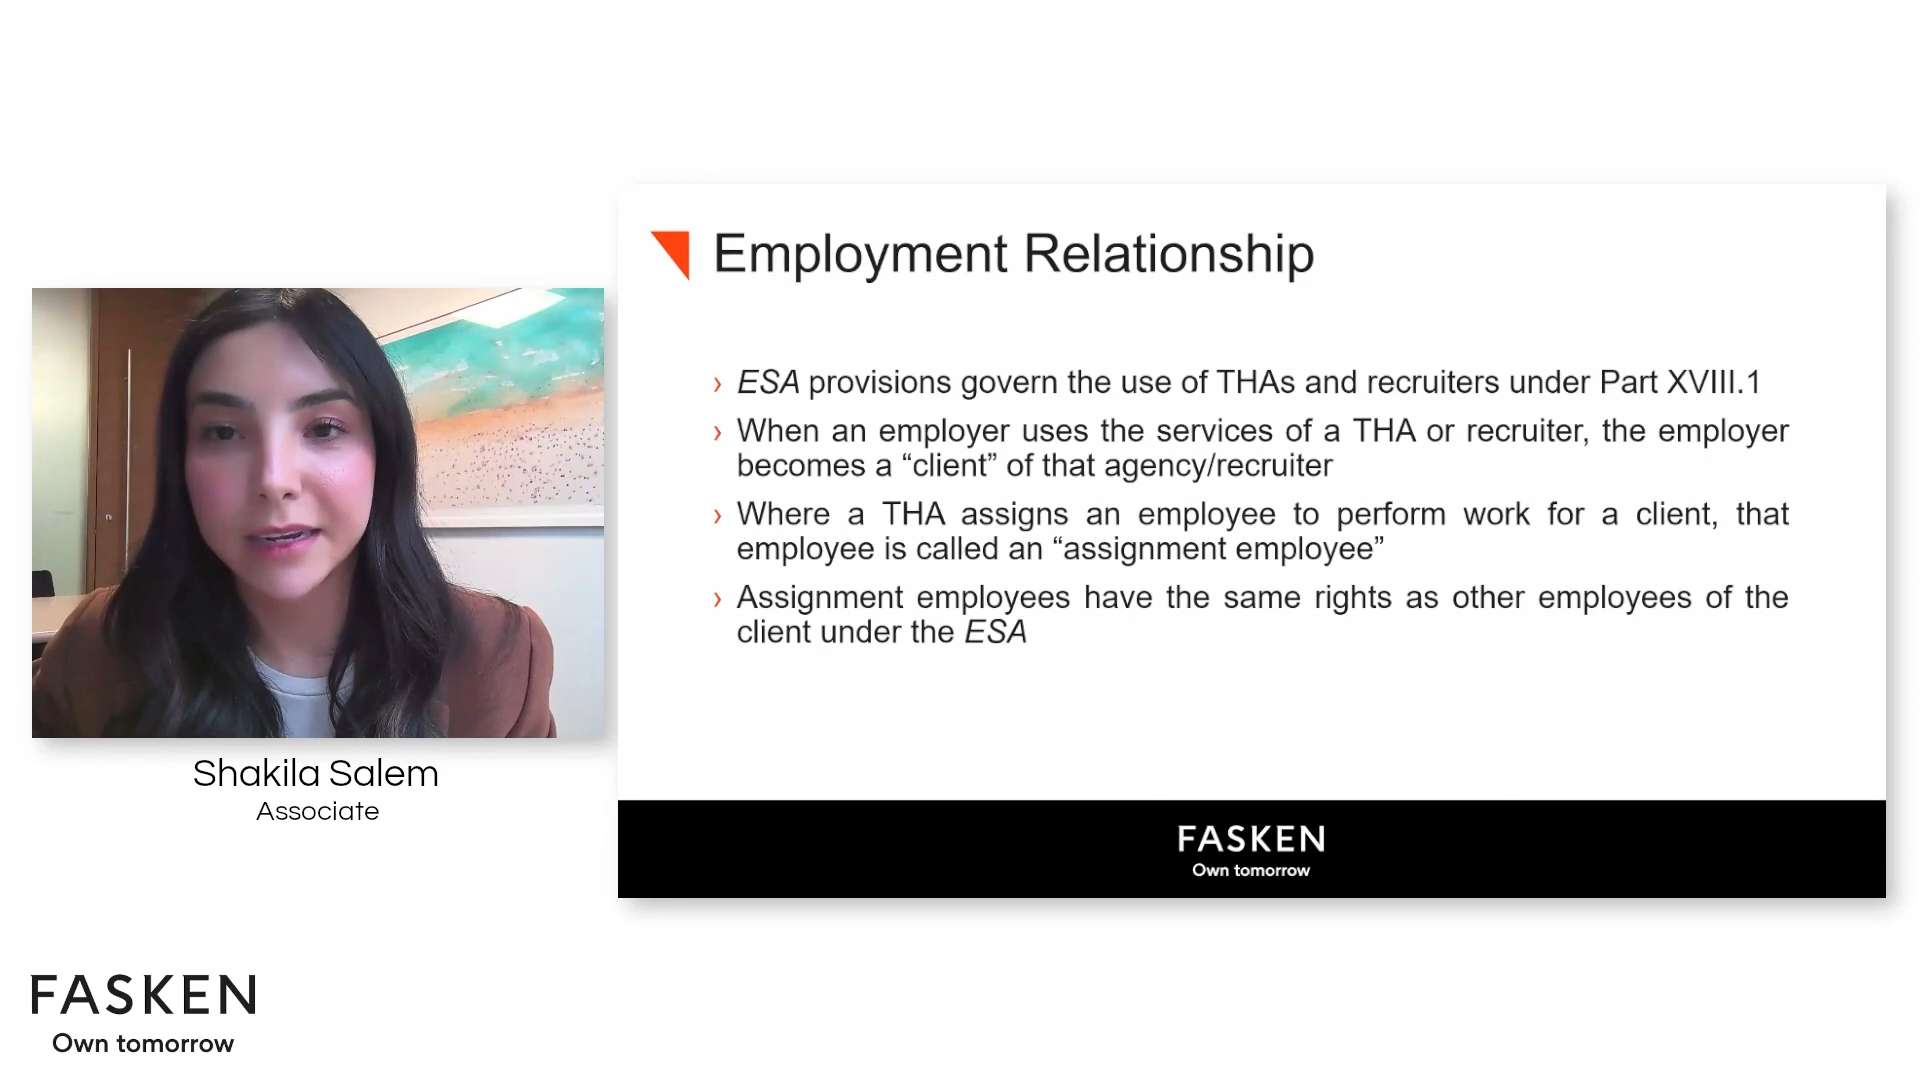 Employment Relationship
› ESA provisions govern the use of THAs and recruiters under Part XVIII.1
› When an employer uses the services of a THA or recruiter, the employer
becomes a “client” of that agency/recruiter
› Where a THA assigns an employee to perform work for a client, that
employee is called an “assignment employee”
› Assignment employees have the same rights as other employees of the
client under the ESA
FASKEN
Own tomorrow
Shakila Salem
Associate
FASKEN
Own tomorrow